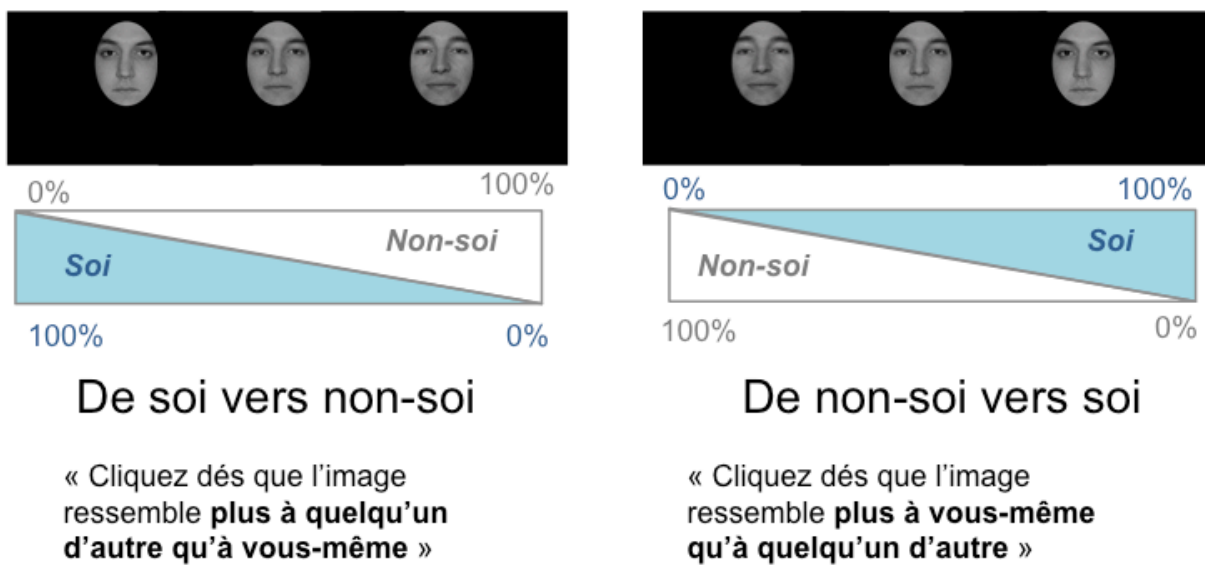 0%
100%
Non-soi
Soi
100%
0%
De soi vers non-soi
« Cliquez dés que l’image
ressemble plus à quelqu’un
d’autre qu’à vous-même »
0%
100%
Soi
Non-soi
100%
0%
De non-soi vers soi
« Cliquez dés que l’image
ressemble plus à vous-même
qu’à quelqu’un d’autre »